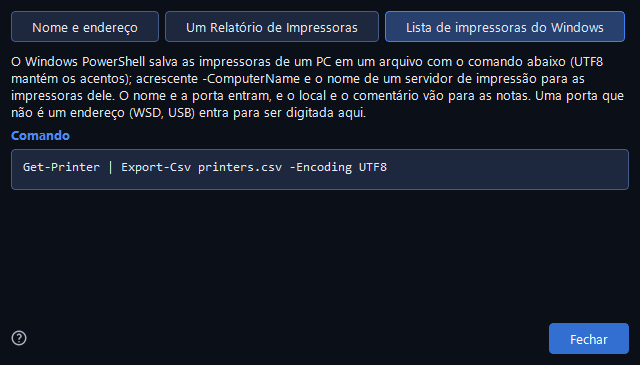 Nome e endereço
Um Relatório de Impressoras
Lista de impressoras do Windows
O Windows PowerShell salva as impressoras de um PC em um arquivo com o comando abaixo (UTF8
mantém os acentos); acrescente -ComputerName e o nome de um servidor de impressão para as
impressoras dele. O nome e a porta entram, e o local e o comentário vão para as notas. Uma porta que
não é um endereço (WSD, USB) entra para ser digitada aqui.
Comando
Get-Printer | Export-Csv printers.csv -Encoding UTF8
?
Fechar